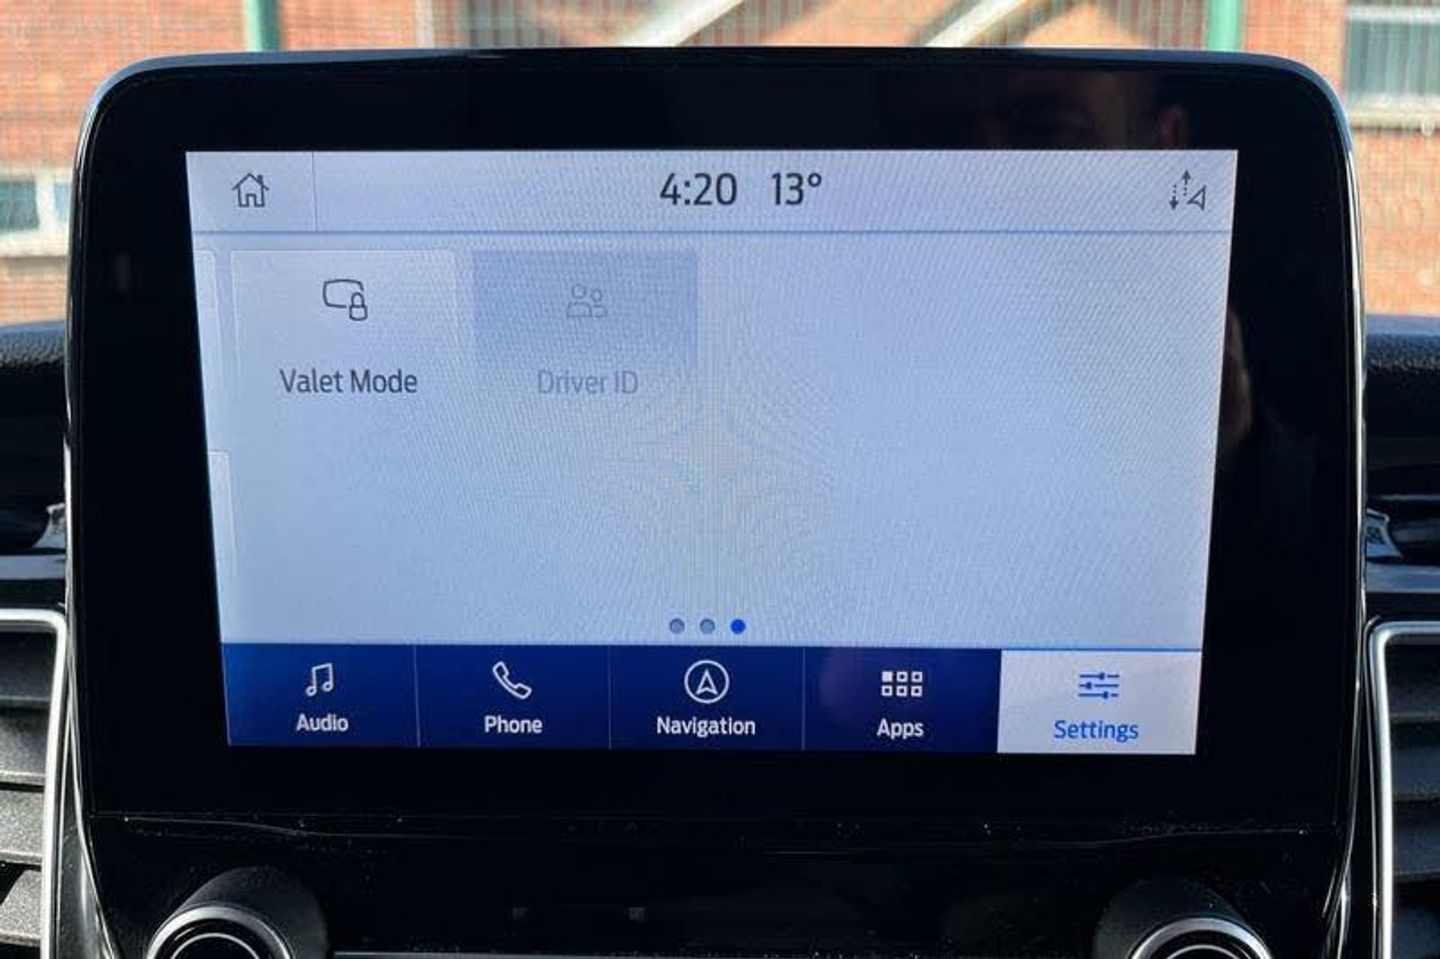 4:20 13°
Valet Mode
Driver ID
Audio
Phone
Navigation
Apps
Settings